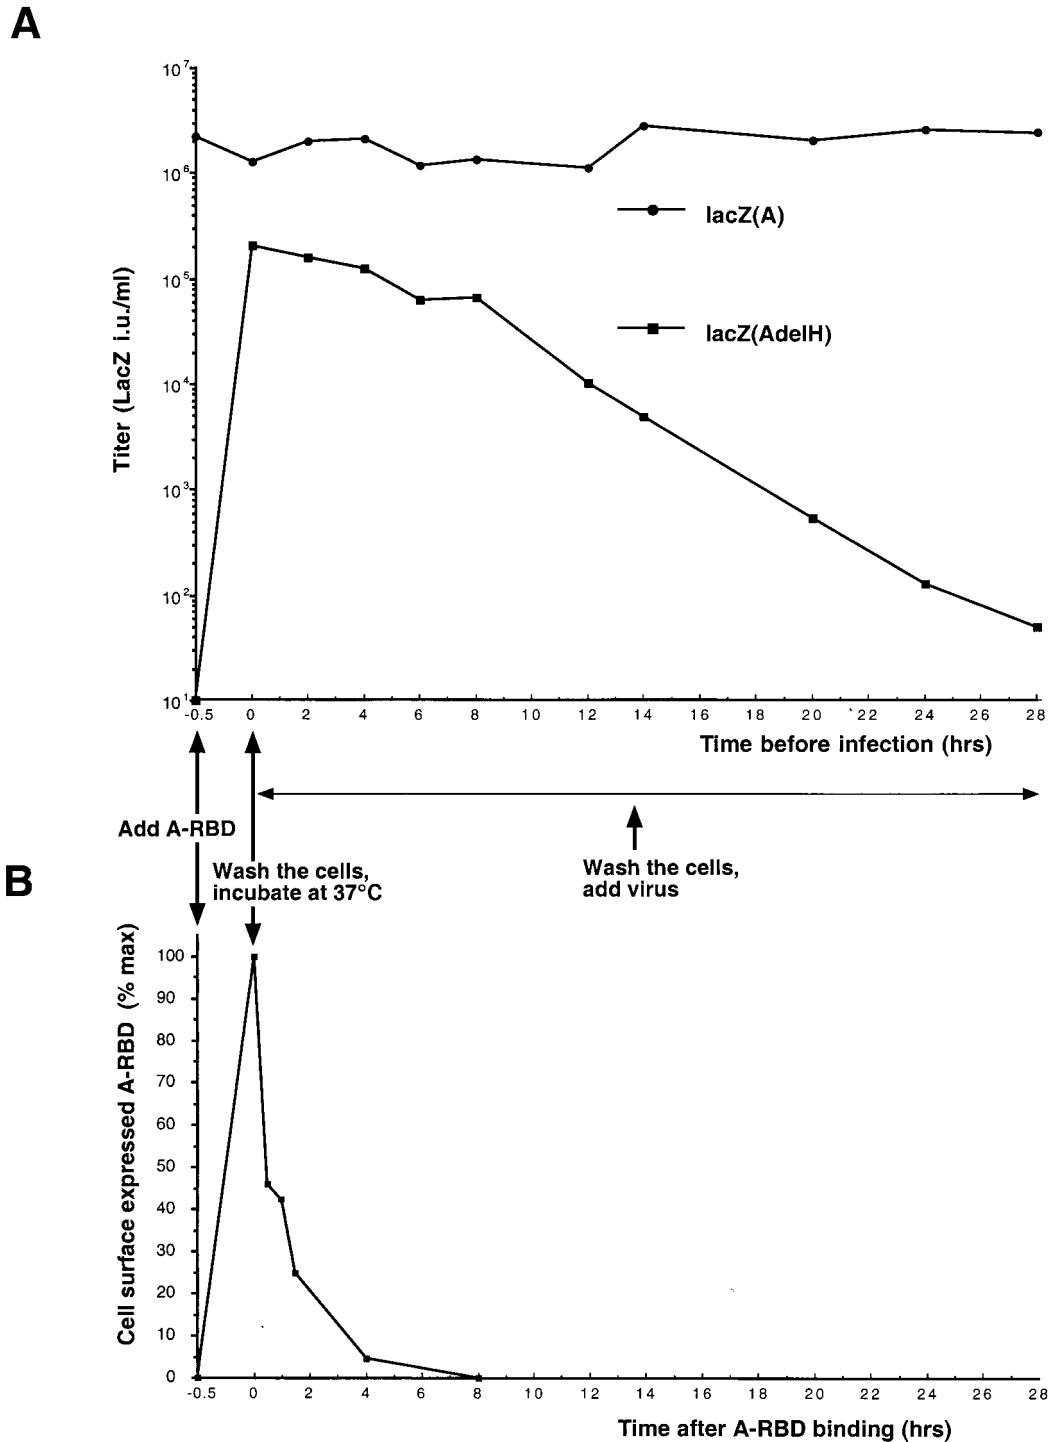 A
10⁷
10⁶
10⁵
10⁴
10³
10²
10¹
Titer (LacZ i.u./ml)
lacZ(A)
lacZ(AdelH)
-0.5 0 2 4 6 8 10 12 14 16 18 20 22 24 26 28
Time before infection (hrs)
Add A-RBD
Wash the cells,
incubate at 37°C
Wash the cells,
add virus
B
100
90
80
70
60
50
40
30
20
10
0
Cell surface expressed A-RBD (% max)
-0.5 0 2 4 6 8 10 12 14 16 18 20 22 24 26 28
Time after A-RBD binding (hrs)